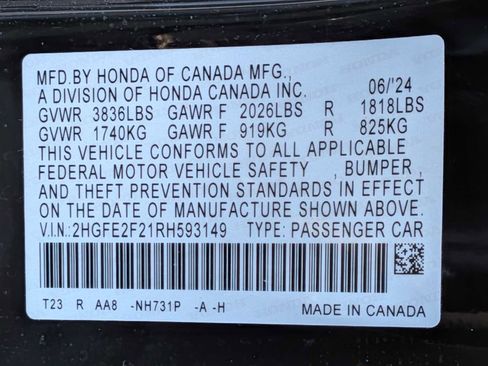 MFD.BY HONDA OF CANADA MFG.,
A DIVISION OF HONDA CANADA INC. 06/'24
GVWR 3836LBS GAWR F 2026LBS R 1818LBS
GVWR 1740KG GAWR F 919KG R 825KG
THIS VEHICLE CONFORMS TO ALL APPLICABLE
FEDERAL MOTOR VEHICLE SAFETY , BUMPER ,
AND THEFT PREVENTION STANDARDS IN EFFECT
ON THE DATE OF MANUFACTURE SHOWN ABOVE.
V.I.N:2HGFE2F21RH593149 TYPE:PASSENGER CAR
T23 R AA8 -NH731P -A -H MADE IN CANADA